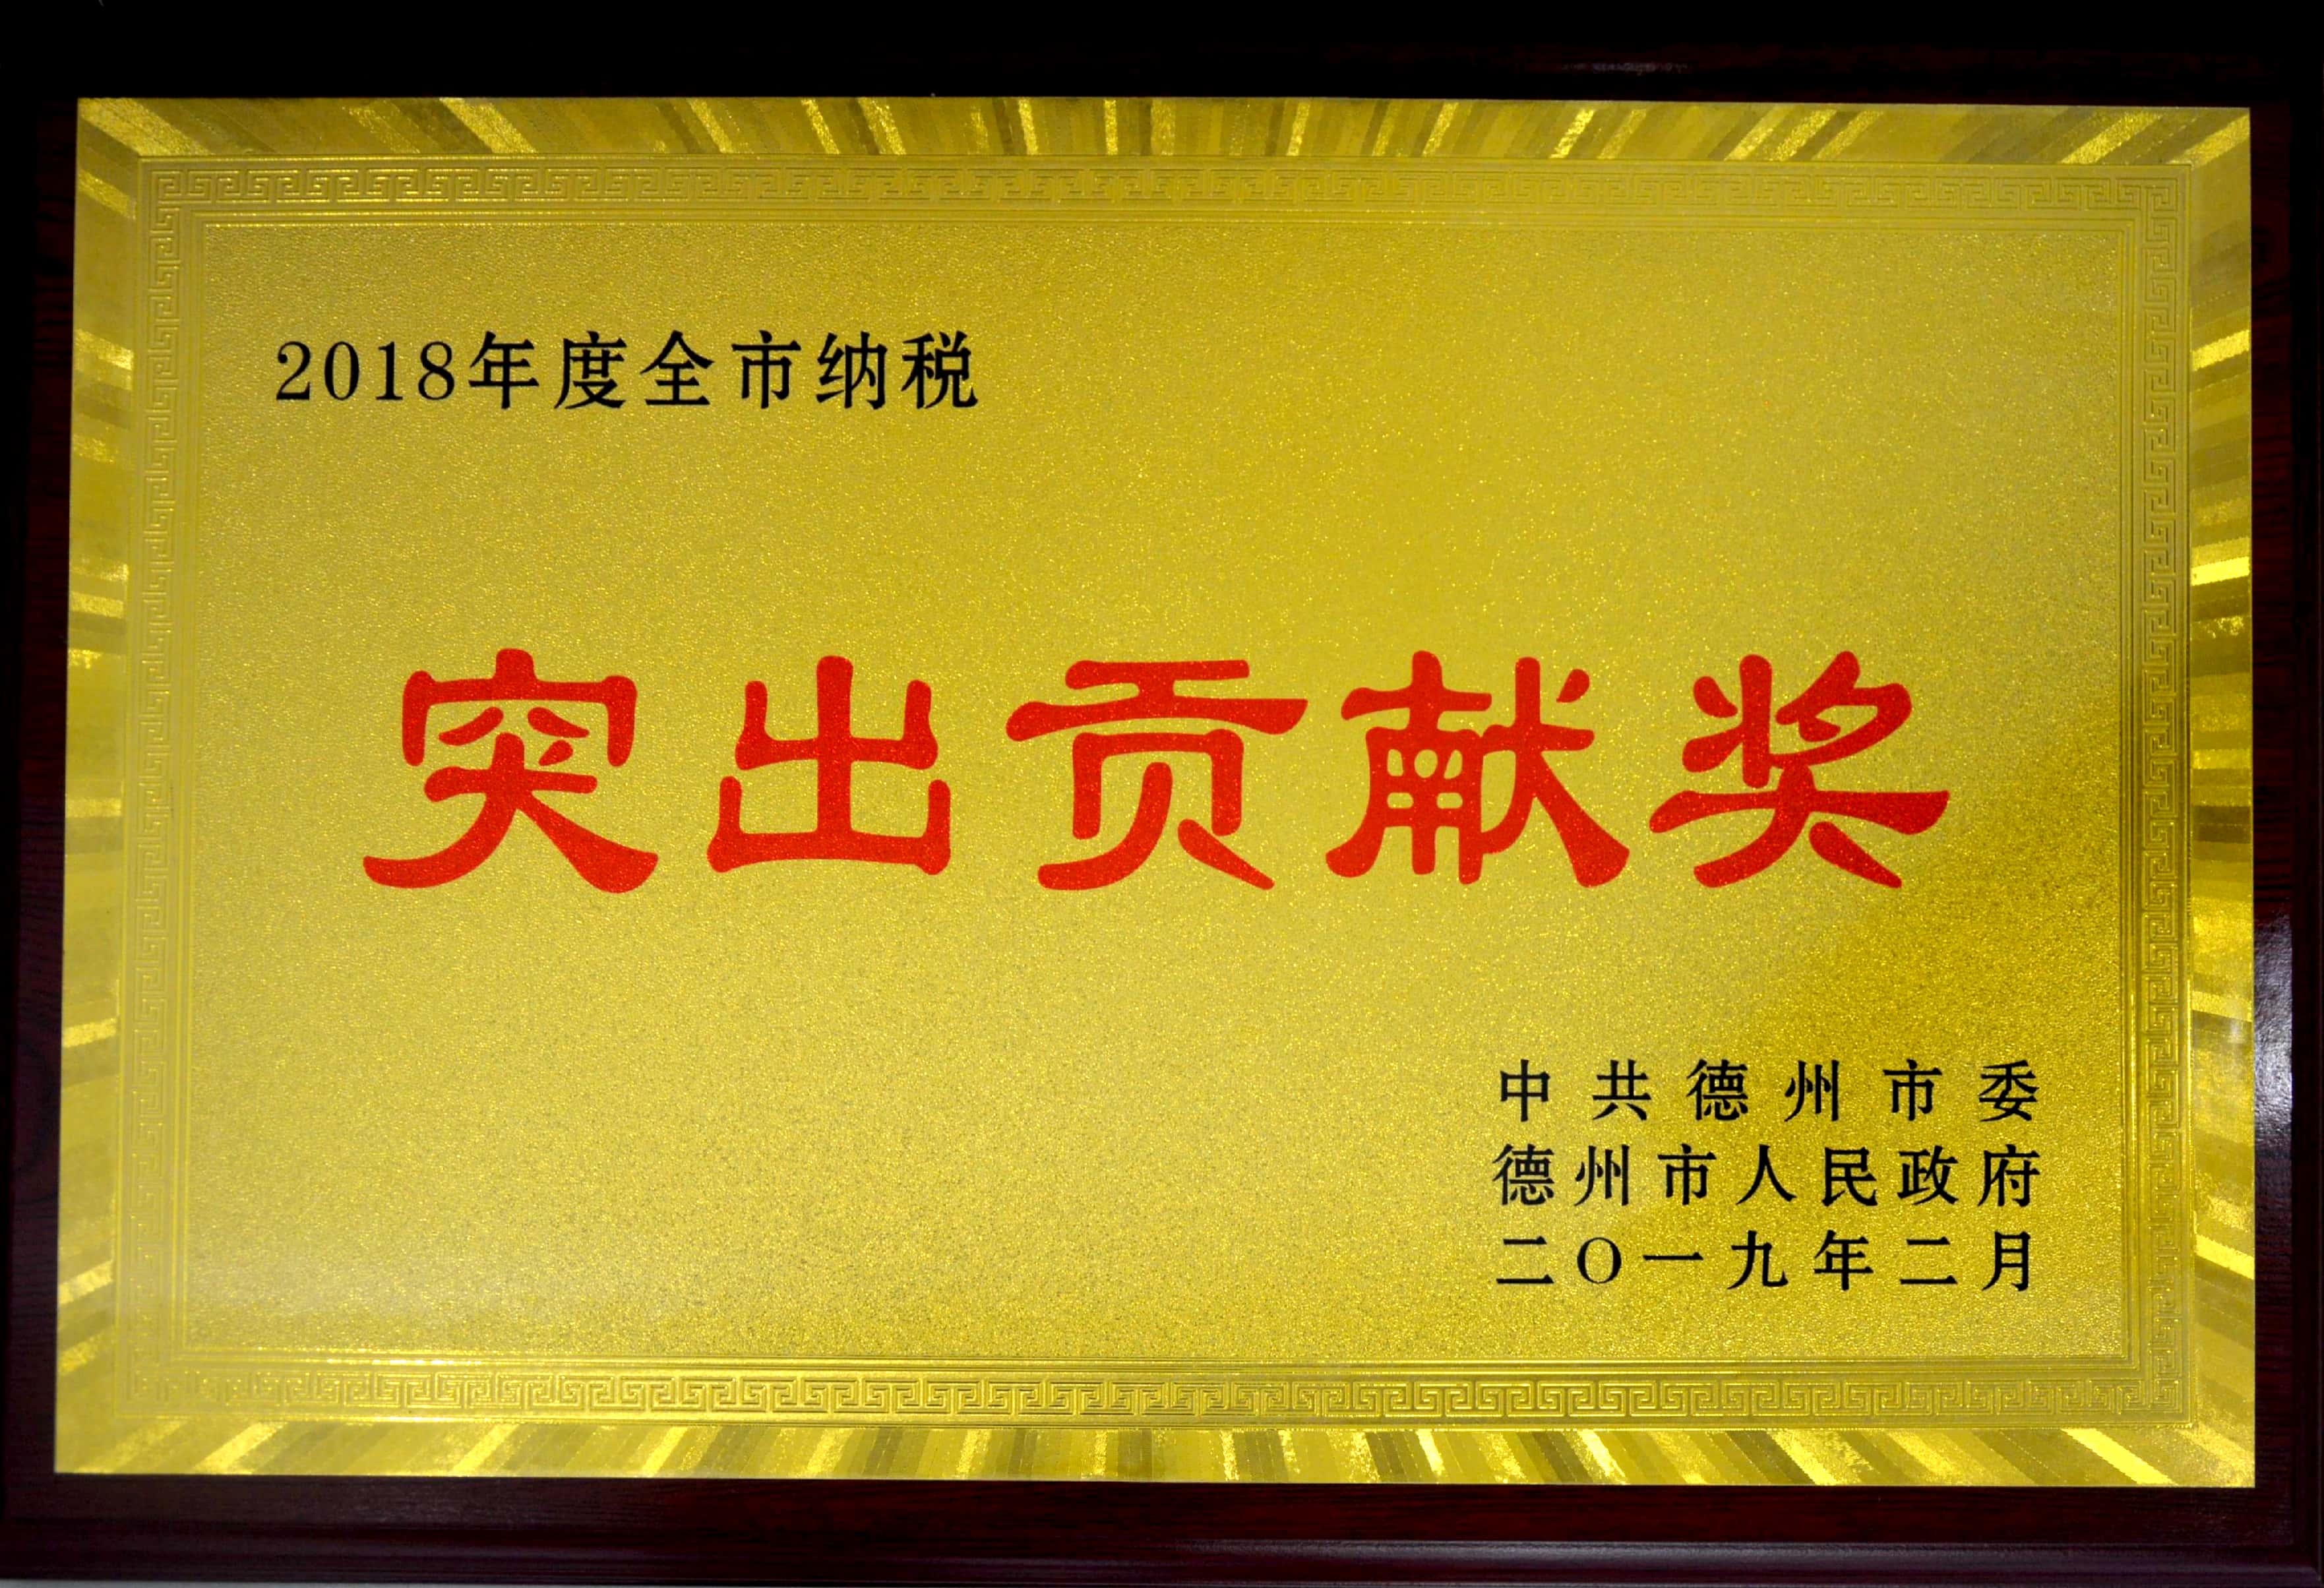 2018年度全市纳税
突出贡献奖
中共德州市委
德州市人民政府
二〇一九年二月